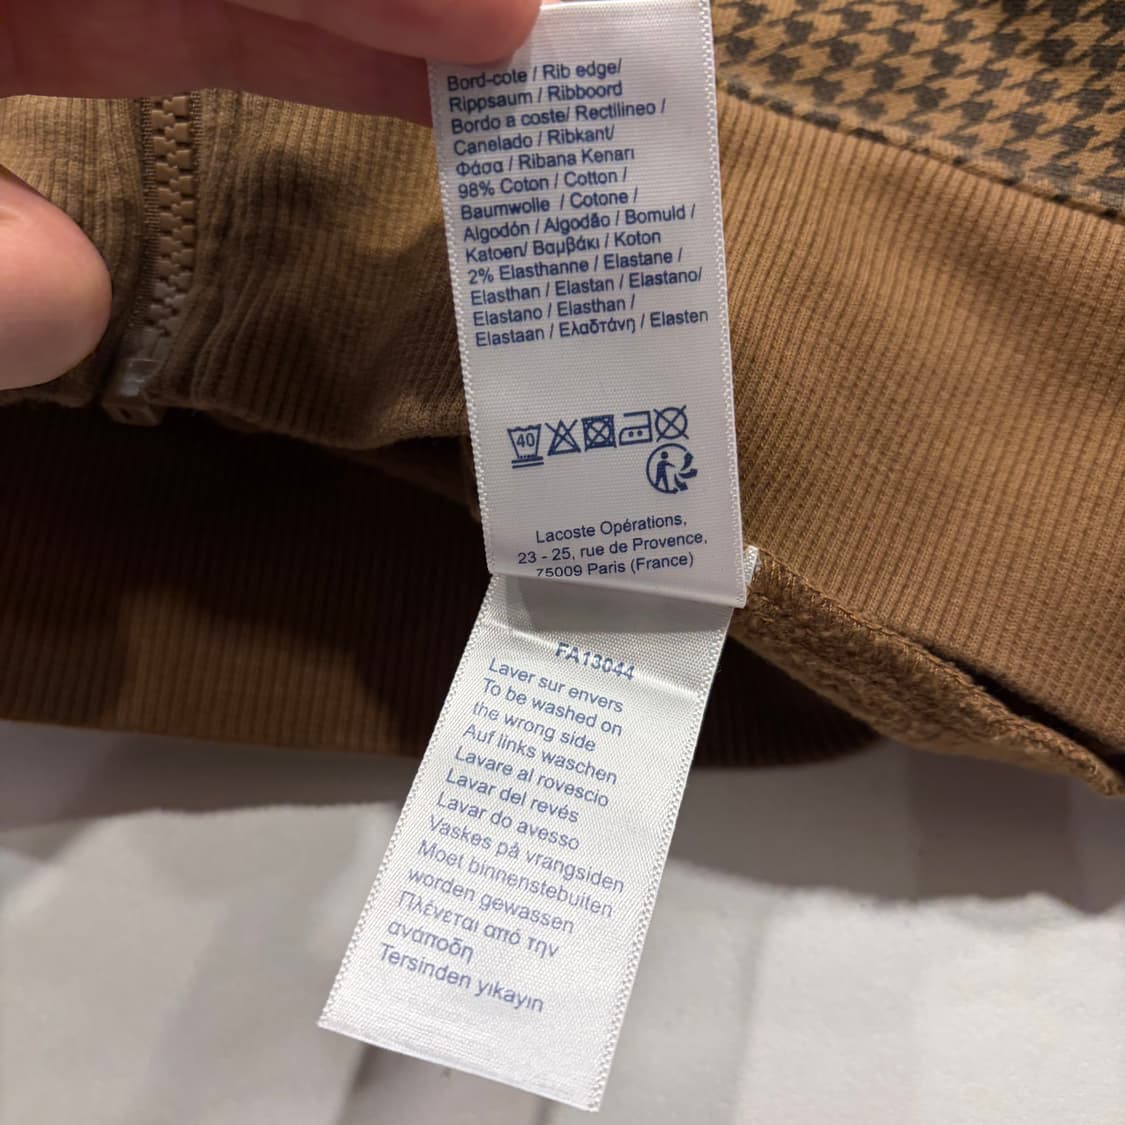 Bord-cote / Rib edge/
Rippsaum / Ribboord
Bordo a coste/ Rectilineo /
Canelado / Ribkant/
Φάσα / Ribana Kenarı
98% Coton / Cotton /
Baumwolle / Cotone /
Algodón / Algodão / Bomuld /
Katoen/ Βαμβάκι / Koton
2% Elasthanne / Elastane /
Elasthan / Elastan / Elastano/
Elastano / Elasthan /
Elastaan / Ελαδτάνη / Elasten
40
Lacoste Opérations,
23 - 25, rue de Provence,
75009 Paris (France)
FA13044
Laver sur envers
To be washed on
the wrong side
Auf links waschen
Lavare al rovescio
Lavar del revés
Lavar do avesso
Vaskes på vrangsiden
Moet binnenstebuiten
worden gewassen
Πλένεται από την
ανάποδη
Tersinden yıkayın